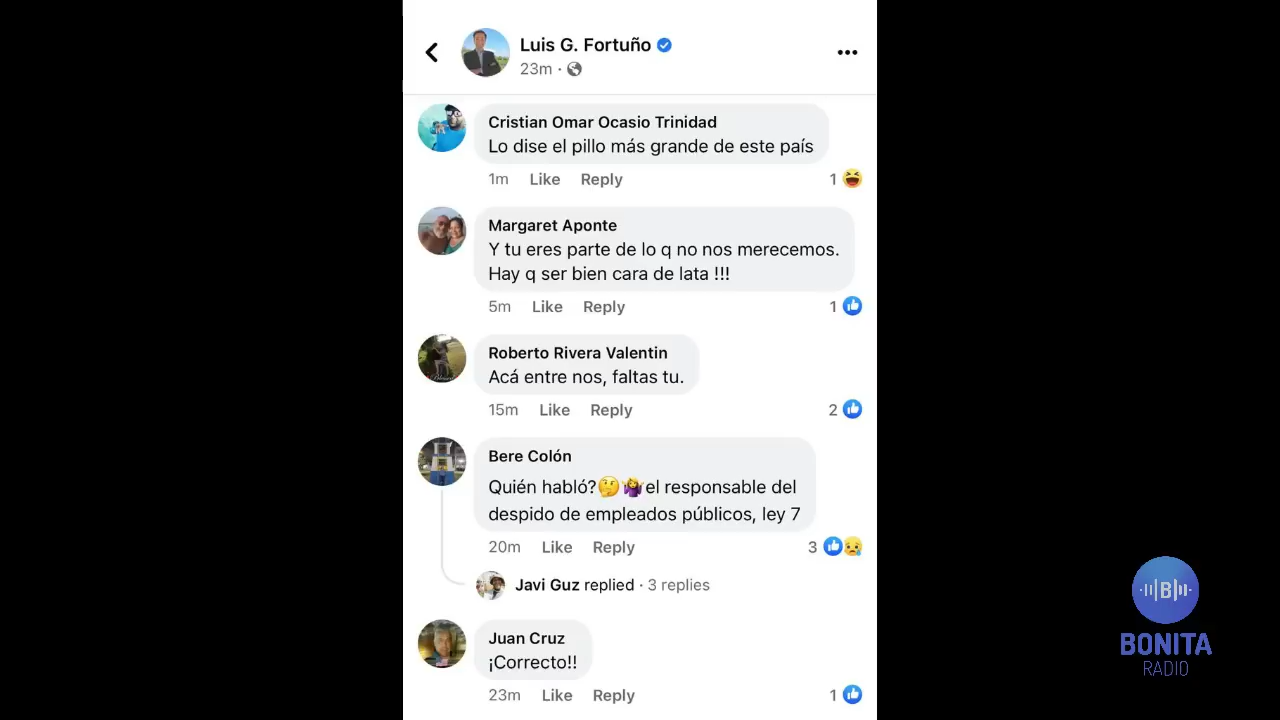 Luis G. Fortuño
23m ·
Cristian Omar Ocasio Trinidad
Lo dise el pillo más grande de este país
1m Like Reply 1
Margaret Aponte
Y tu eres parte de lo q no nos merecemos.
Hay q ser bien cara de lata !!!
5m Like Reply 1
Roberto Rivera Valentin
Acá entre nos, faltas tu.
15m Like Reply 2
Bere Colón
Quién habló?🤔🤷‍♀️el responsable del
despido de empleados públicos, ley 7
20m Like Reply 3
Javi Guz replied · 3 replies
Juan Cruz
¡Correcto!!
23m Like Reply 1
B
BONITA
RADIO